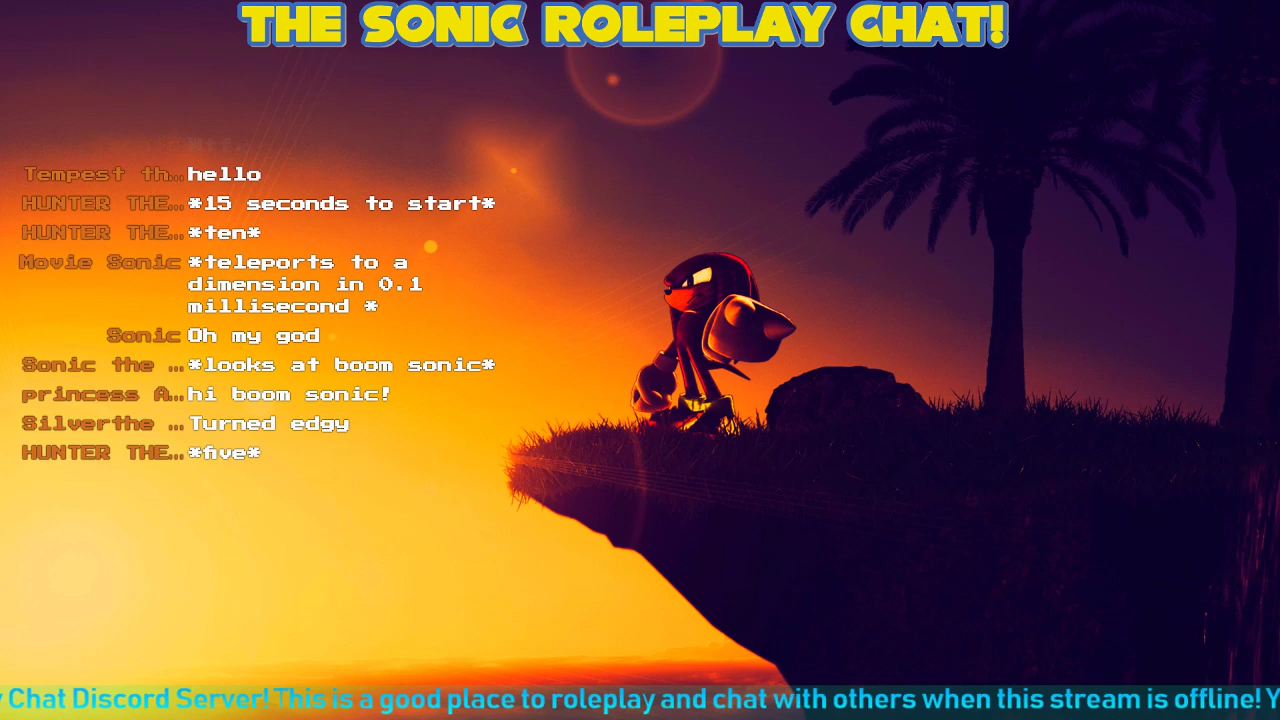 THE SONIC ROLEPLAY CHAT!
Tempest th... hello
HUNTER THE... *15 seconds to start*
HUNTER THE... *ten*
Movie Sonic *teleports to a
dimension in 0.1
millisecond *
Sonic Oh my god
Sonic the ... *looks at boom sonic*
princess A... hi boom sonic!
Silverthe ... Turned edgy
HUNTER THE... *five*
y Chat Discord Server! This is a good place to roleplay and chat with others when this stream is offline! Y